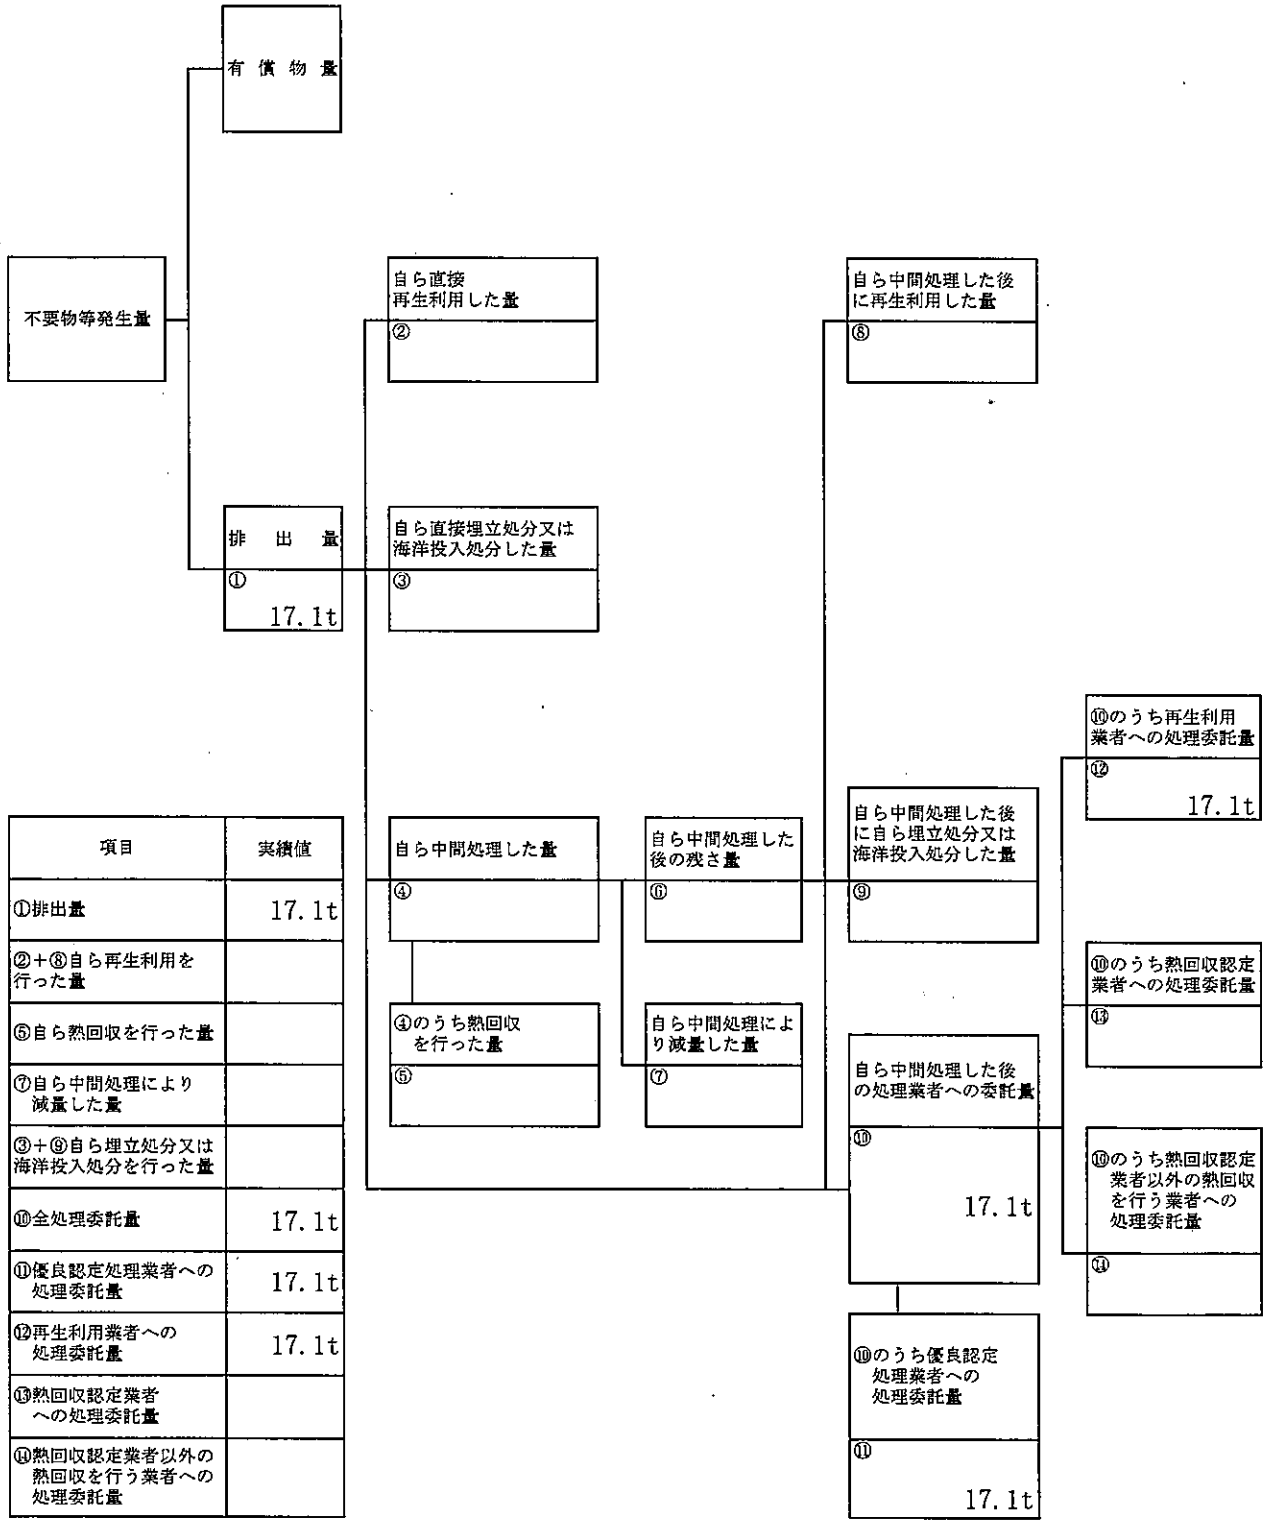 有償物量
不要物等発生量
自ら直接
再生利用した量
②
自ら中間処理した後
に再生利用した量
⑧
排出量
①
17.1t
自ら直接埋立処分又は
海洋投入処分した量
③
⑩のうち再生利用
業者への処理委託量
⑫
17.1t
自ら中間処理した量
④
自ら中間処理した
後の残さ量
⑥
自ら中間処理した後
に自ら埋立処分又は
海洋投入処分した量
⑨
⑩のうち熱回収認定
業者への処理委託量
⑬
④のうち熱回収
を行った量
⑤
自ら中間処理によ
り減量した量
⑦
自ら中間処理した後
の処理業者への委託量
⑩
17.1t
⑩のうち熱回収認定
業者以外の熱回収
を行う業者への
処理委託量
⑭
⑩のうち優良認定
処理業者への
処理委託量
⑪
17.1t
項目 実績値
①排出量 17.1t
②+⑧自ら再生利用を
行った量
⑤自ら熱回収を行った量
⑦自ら中間処理により
減量した量
③+⑨自ら埋立処分又は
海洋投入処分を行った量
⑩全処理委託量 17.1t
⑪優良認定処理業者への
処理委託量 17.1t
⑫再生利用業者への
処理委託量 17.1t
⑬熱回収認定業者
への処理委託量
⑭熱回収認定業者以外の
熱回収を行う業者への
処理委託量